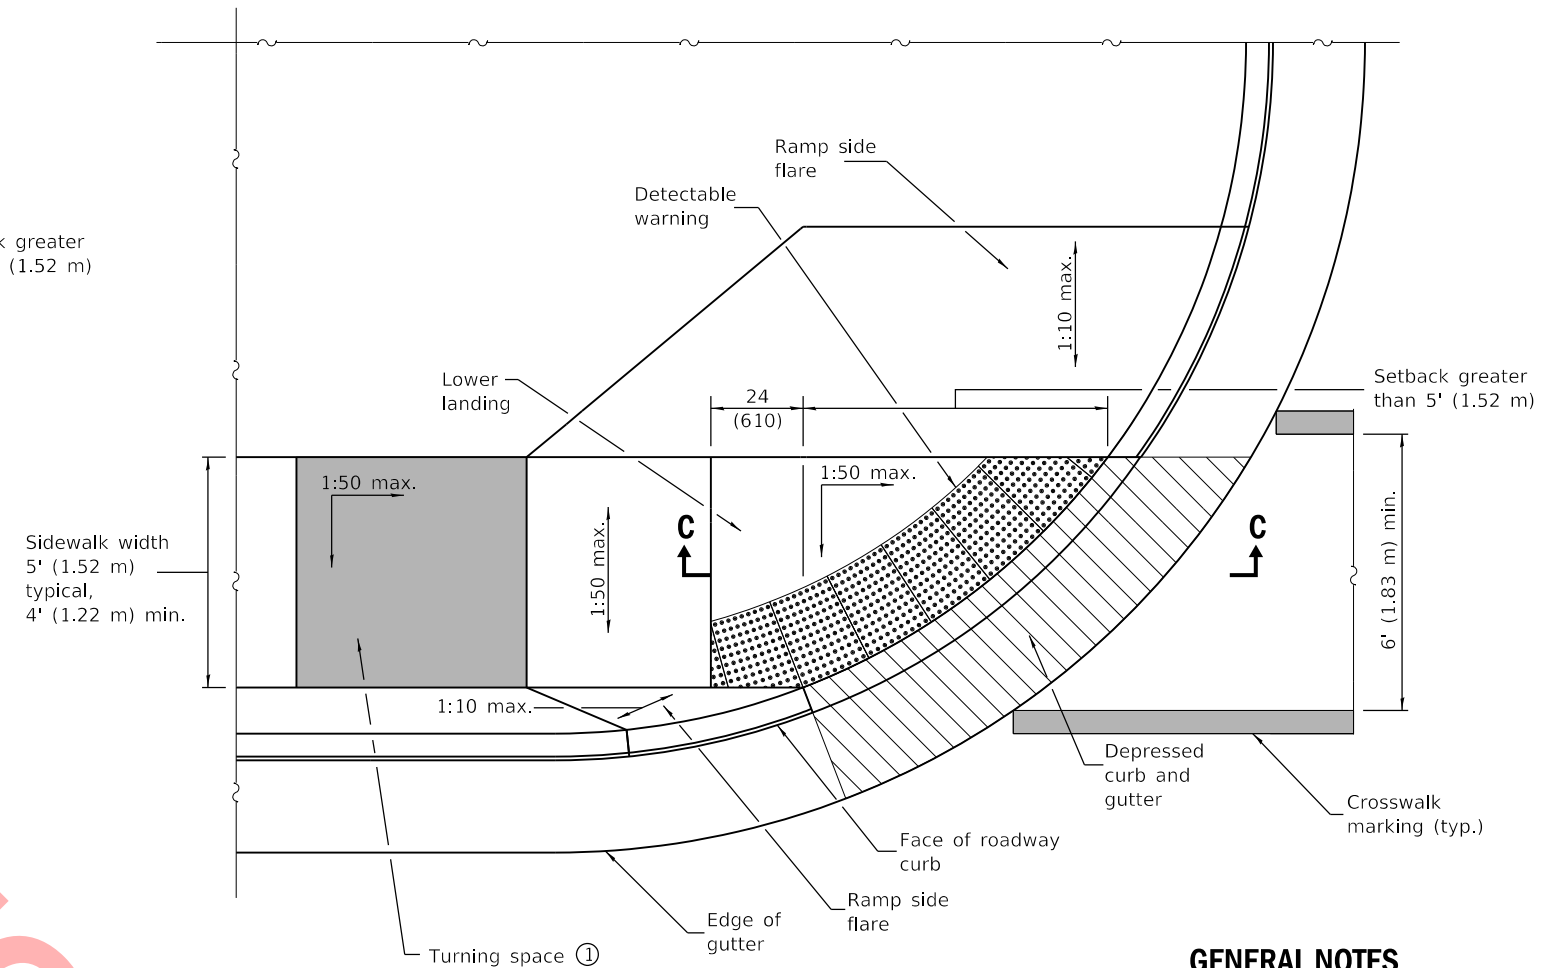 Ramp side
flare
Detectable
warning
greater
(1.52 m)
1:10 max.
Lower
landing
24
(610)
Setback greater
than 5' (1.52 m)
1:50 max.
1:50 max.
C
C
1:50 max.
Sidewalk width
5' (1.52 m)
typical,
4' (1.22 m) min.
6' (1.83 m) min.
1:10 max.
Depressed
curb and
gutter
Crosswalk
marking (typ.)
Face of roadway
curb
Ramp side
flare
Edge of
gutter
Turning space ①
GENERAL NOTES